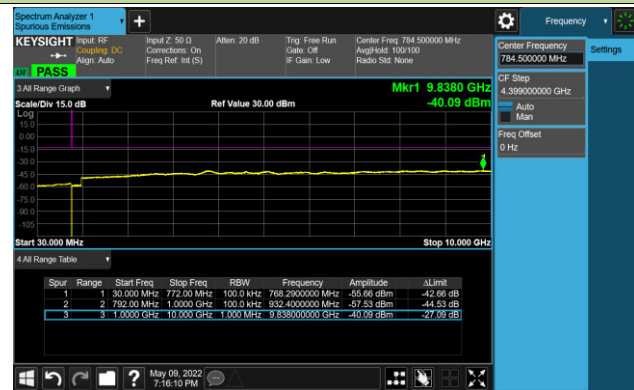 Spectrum Analyzer 1
Spurious Emissions
Frequency
KEYSIGHT
Input: RF
Coupling: DC
Align: Auto
Input Z: 50 Ω
Corrections: On
Freq Ref: Int (S)
Atten: 20 dB
Trig: Free Run
Gate: Off
IF Gain: Low
Center Freq: 784.500000 MHz
Avg|Hold: 100/100
Radio Std: None
PASS
Center Frequency
784.500000 MHz
Settings
CF Step
4.399000000 GHz
Auto
Man
Freq Offset
0 Hz
3 All Range Graph
Mkr1 9.8380 GHz
Scale/Div 15.0 dB
Ref Value 30.00 dBm
-40.09 dBm
Log
15.0
0.00
-15.0
-30.0
-45.0
-60.0
-75.0
-90.0
-105
1
Start 30.000 MHz
Stop 10.000 GHz
4 All Range Table
Spur Range Start Freq Stop Freq RBW Frequency Amplitude ΔLimit
1 1 30.000 MHz 772.00 MHz 100.0 kHz 768.2900000 MHz -55.66 dBm -42.66 dB
2 2 792.00 MHz 1.0000 GHz 100.0 kHz 932.4000000 MHz -57.53 dBm -44.53 dB
3 3 1.0000 GHz 10.000 GHz 1.000 MHz 9.838000000 GHz -40.09 dBm -27.09 dB
May 09, 2022
7:16:10 PM